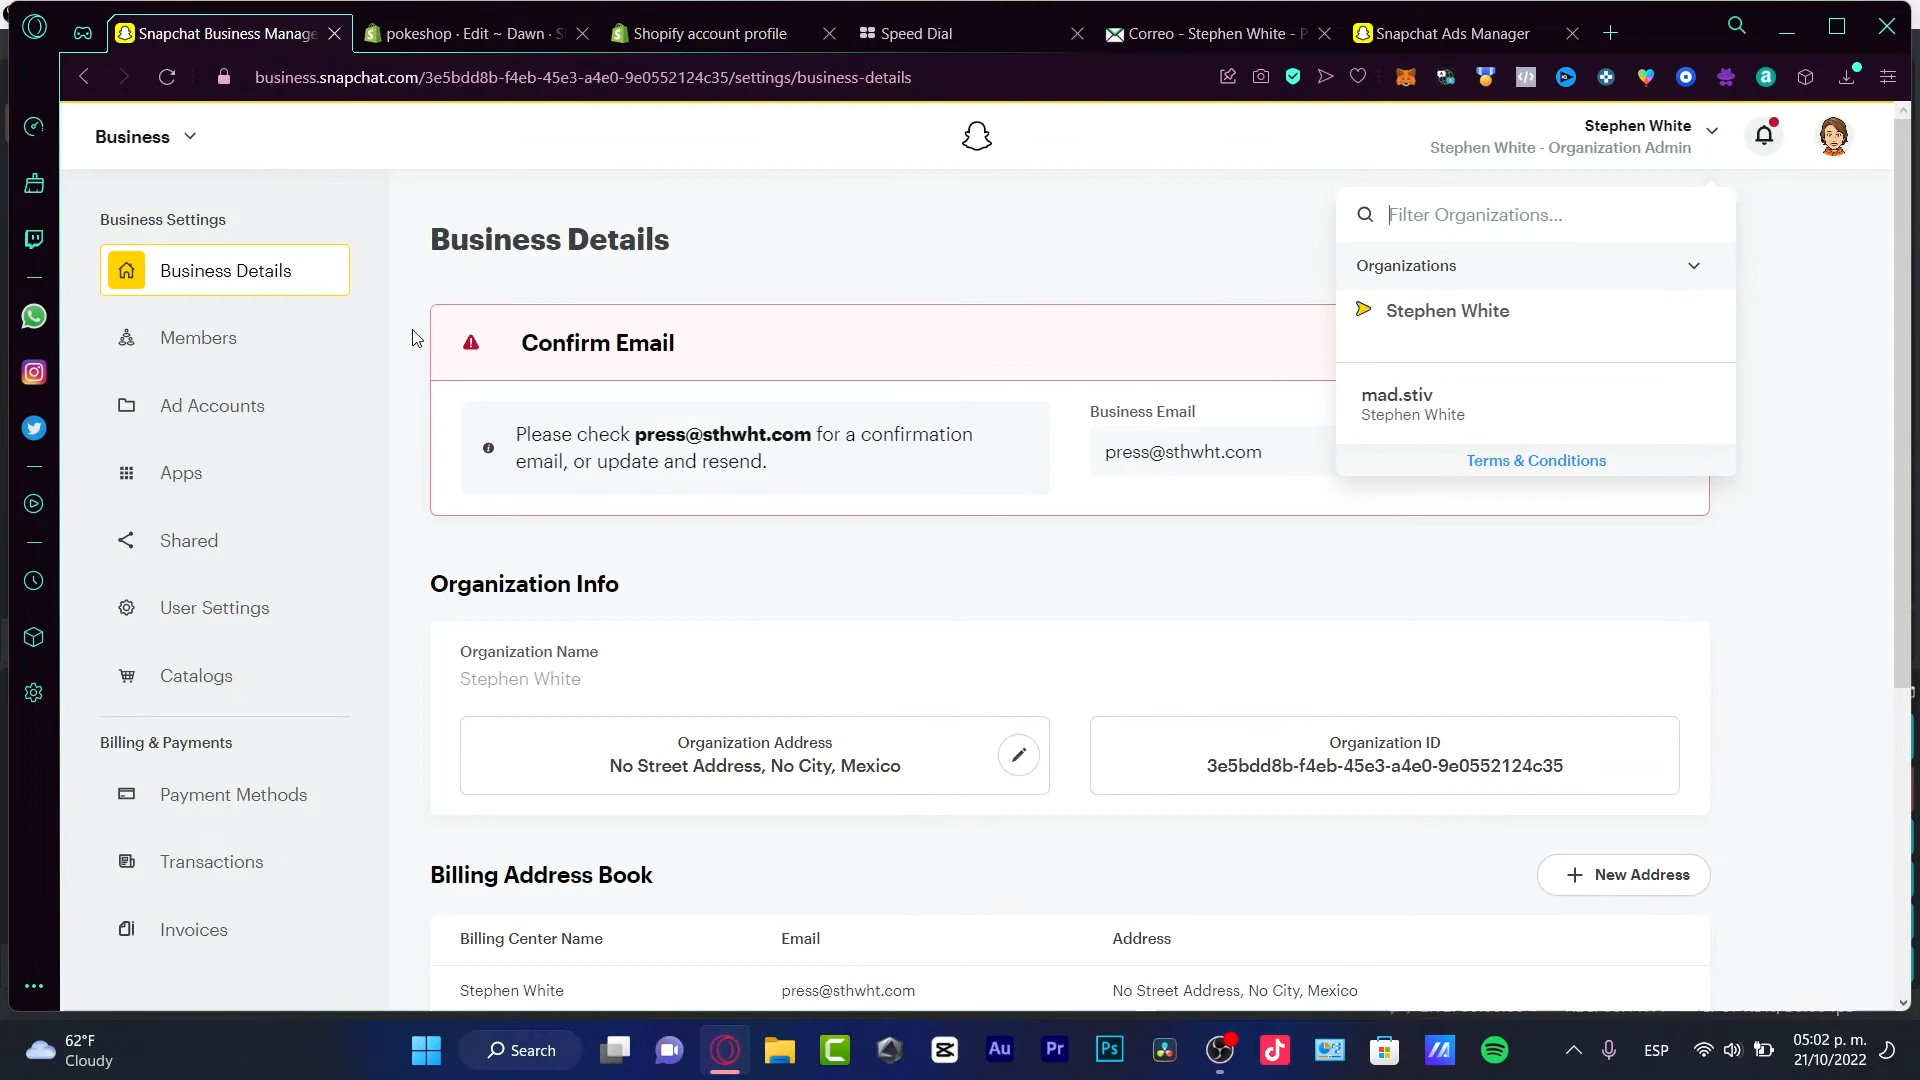 Snapchat Business Manage
pokeshop · Edit ~ Dawn · S
Shopify account profile
Speed Dial
Correo - Stephen White - P
Snapchat Ads Manager
business.snapchat.com/3e5bdd8b-f4eb-45e3-a4e0-9e0552124c35/settings/business-details
Business
Stephen White
Stephen White - Organization Admin
Filter Organizations...
Organizations
Stephen White
mad.stiv
Stephen White
Terms & Conditions
Business Settings
Business Details
Members
Ad Accounts
Apps
Shared
User Settings
Catalogs
Billing & Payments
Payment Methods
Transactions
Invoices
Business Details
Confirm Email
Please check press@sthwht.com for a confirmation
email, or update and resend.
Business Email
press@sthwht.com
Organization Info
Organization Name
Stephen White
Organization Address
No Street Address, No City, Mexico
Organization ID
3e5bdd8b-f4eb-45e3-a4e0-9e0552124c35
Billing Address Book
New Address
Billing Center Name Email Address
Stephen White press@sthwht.com No Street Address, No City, Mexico
62°F
Cloudy
Search
Au
Pr
Ps
ESP
05:02 p. m.
21/10/2022